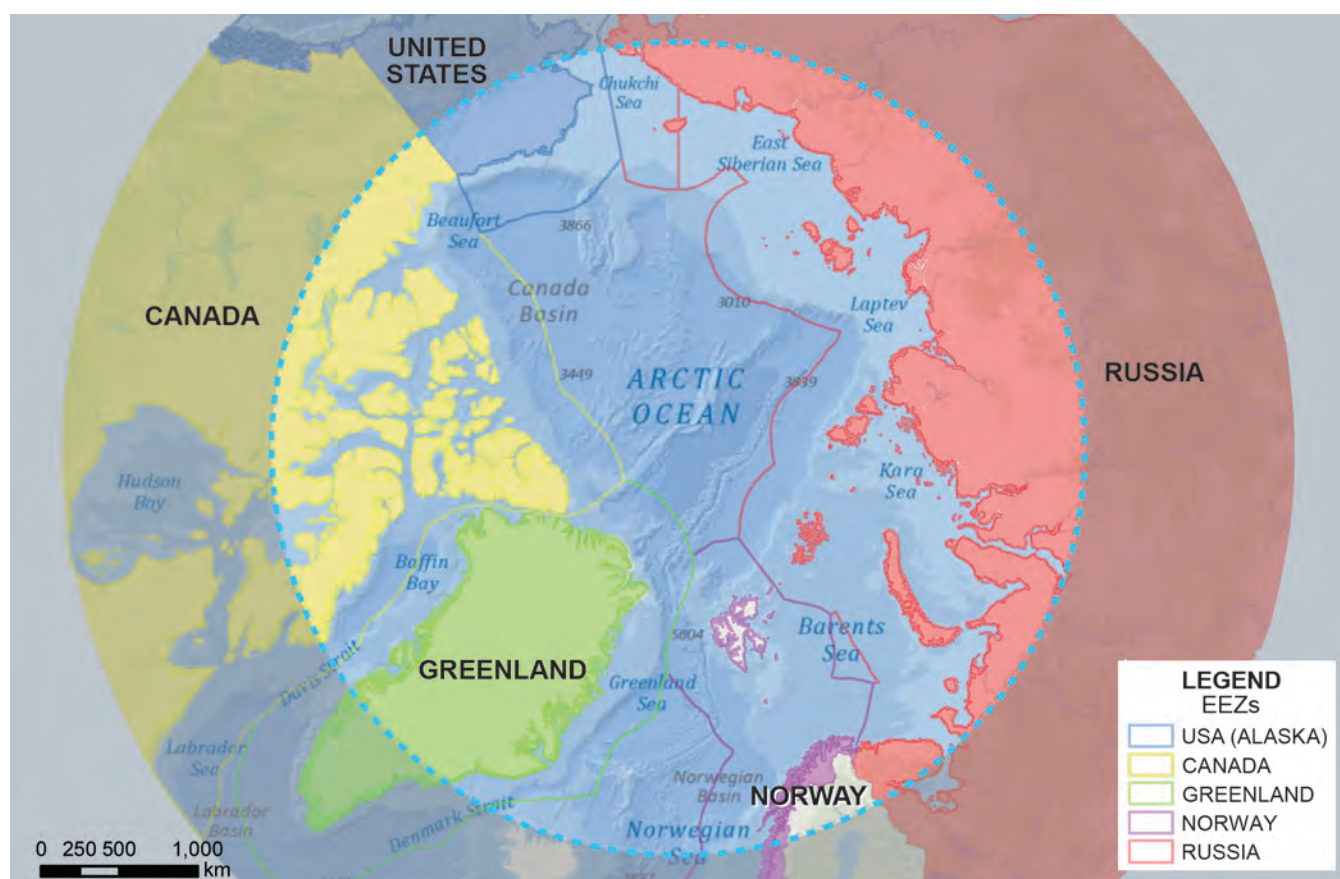 UNITED
STATES
Chukchi
Sea
East
Siberian Sea
Beaufort
Sea
3866
Canada
Basin
3010
Laptev
Sea
CANADA
3449
ARCTIC
OCEAN
3819
RUSSIA
Kara
Sea
Hudson
Bay
Baffin
Bay
5604
Barents
Sea
Davis Strait
GREENLAND
Greenland
Sea
Labrador
Sea
Labrador
Basin
Denmark Strait
Norwegian
Basin
NORWAY
Norwegian
Sea
LEGEND
EEZs
USA (ALASKA)
CANADA
GREENLAND
NORWAY
RUSSIA
0 250 500 1,000
km